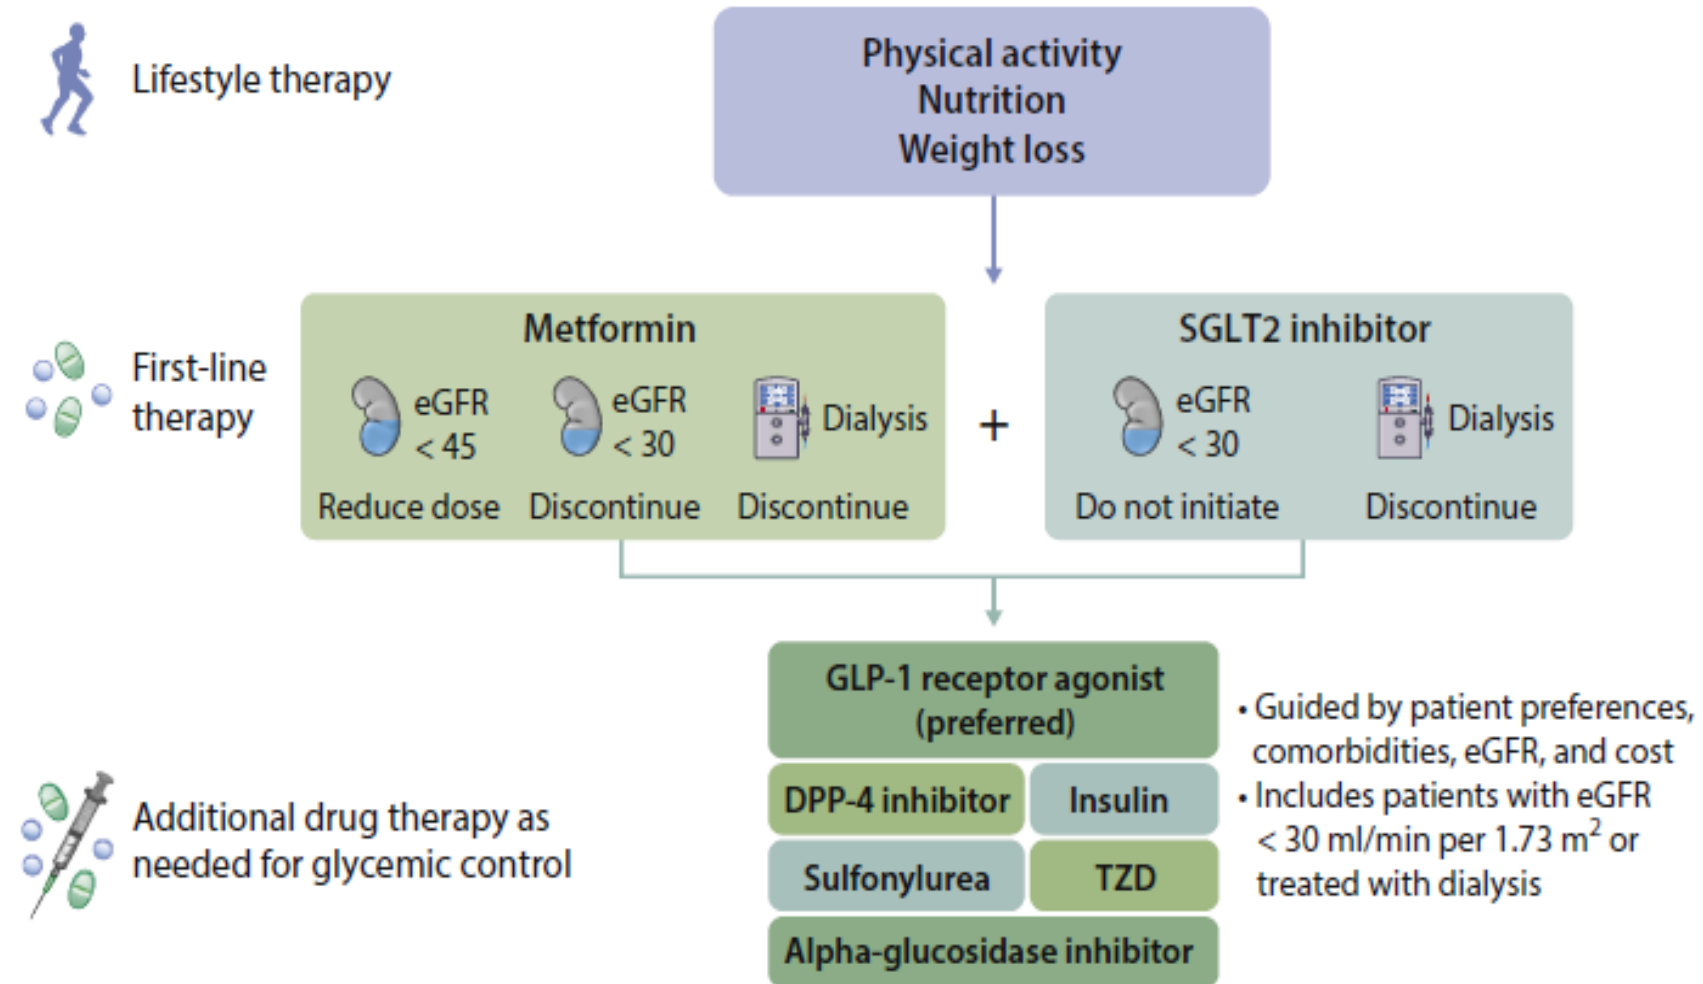 Lifestyle therapy
Physical activity
Nutrition
Weight loss
First-line
therapy
Metformin
eGFR
< 45
Reduce dose
eGFR
< 30
Discontinue
Dialysis
Discontinue
+
SGLT2 inhibitor
eGFR
< 30
Do not initiate
Dialysis
Discontinue
Additional drug therapy as
needed for glycemic control
GLP-1 receptor agonist
(preferred)
DPP-4 inhibitor
Insulin
Sulfonylurea
TZD
Alpha-glucosidase inhibitor
• Guided by patient preferences,
comorbidities, eGFR, and cost
• Includes patients with eGFR
< 30 ml/min per 1.73 m² or
treated with dialysis